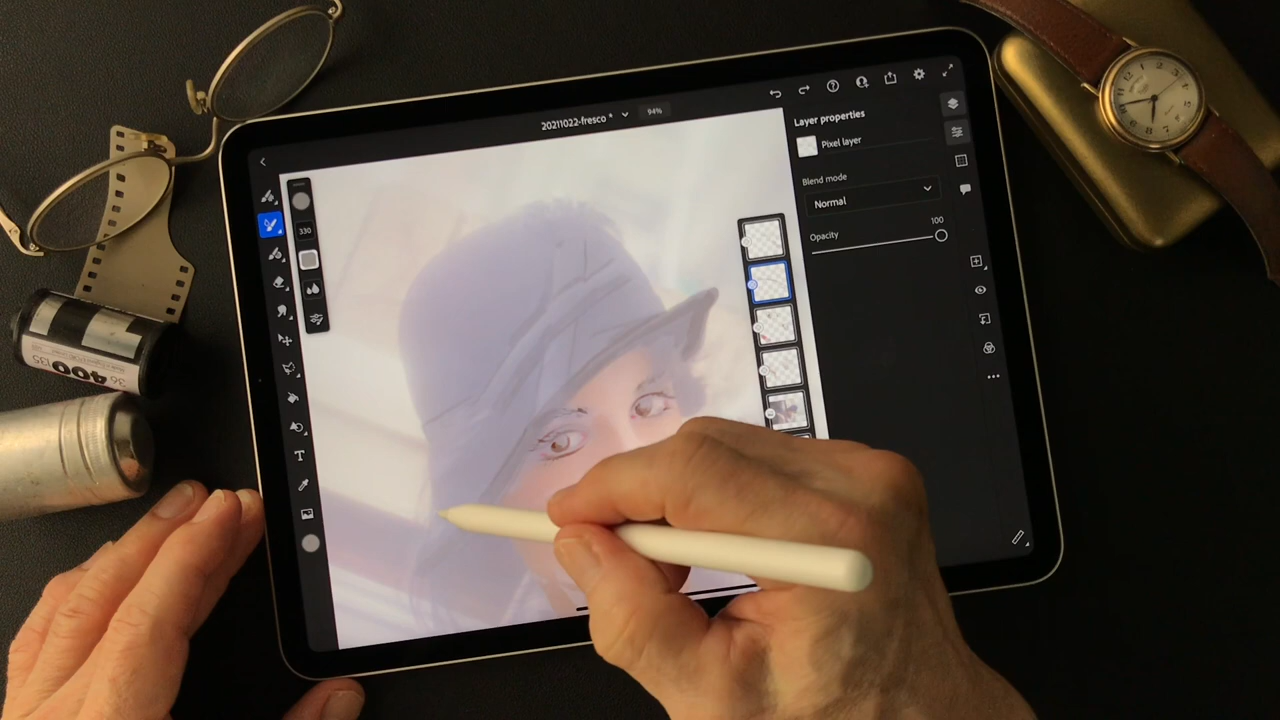 20211022-fresco *
94%
Layer properties
Pixel layer
Blend mode
Normal
Opacity
100
330
T
36
400
135